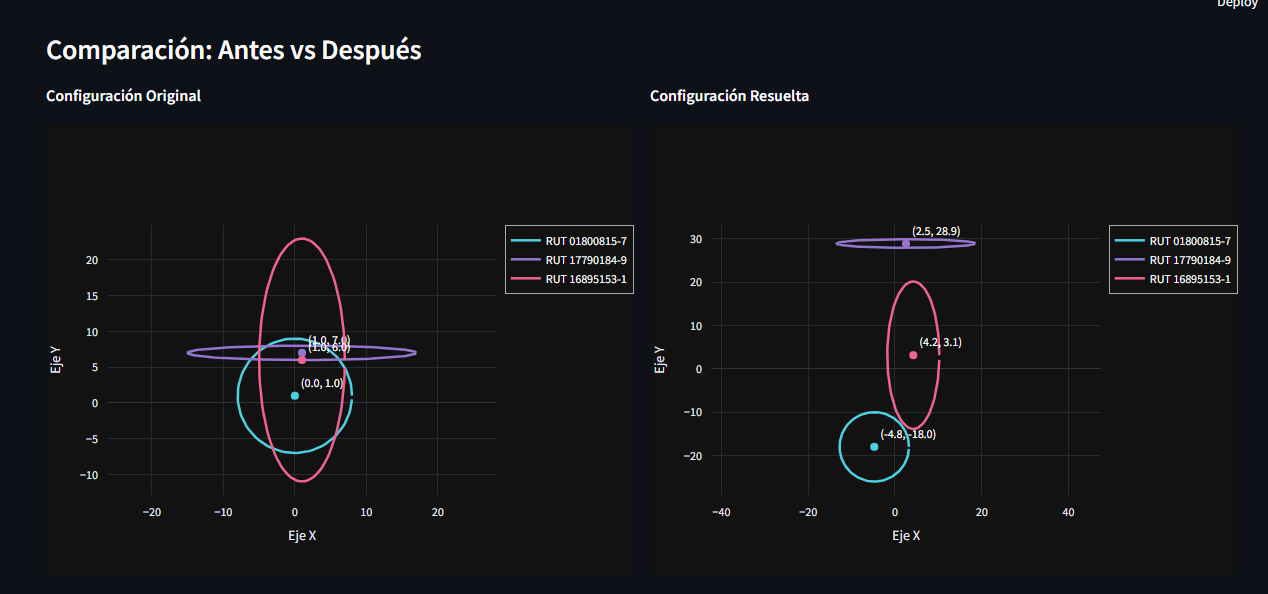 Deploy
Comparación: Antes vs Después
Configuración Original
Configuración Resuelta
Eje Y
20
15
10
5
0
−5
−10
−20
−10
0
10
20
Eje X
(1.0, 7.0)
(1.0, 6.0)
(0.0, 1.0)
RUT 01800815-7
RUT 17790184-9
RUT 16895153-1
Eje Y
30
20
10
0
−10
−20
−40
−20
0
20
40
Eje X
(2.5, 28.9)
(4.2, 3.1)
(-4.8, -18.0)
RUT 01800815-7
RUT 17790184-9
RUT 16895153-1